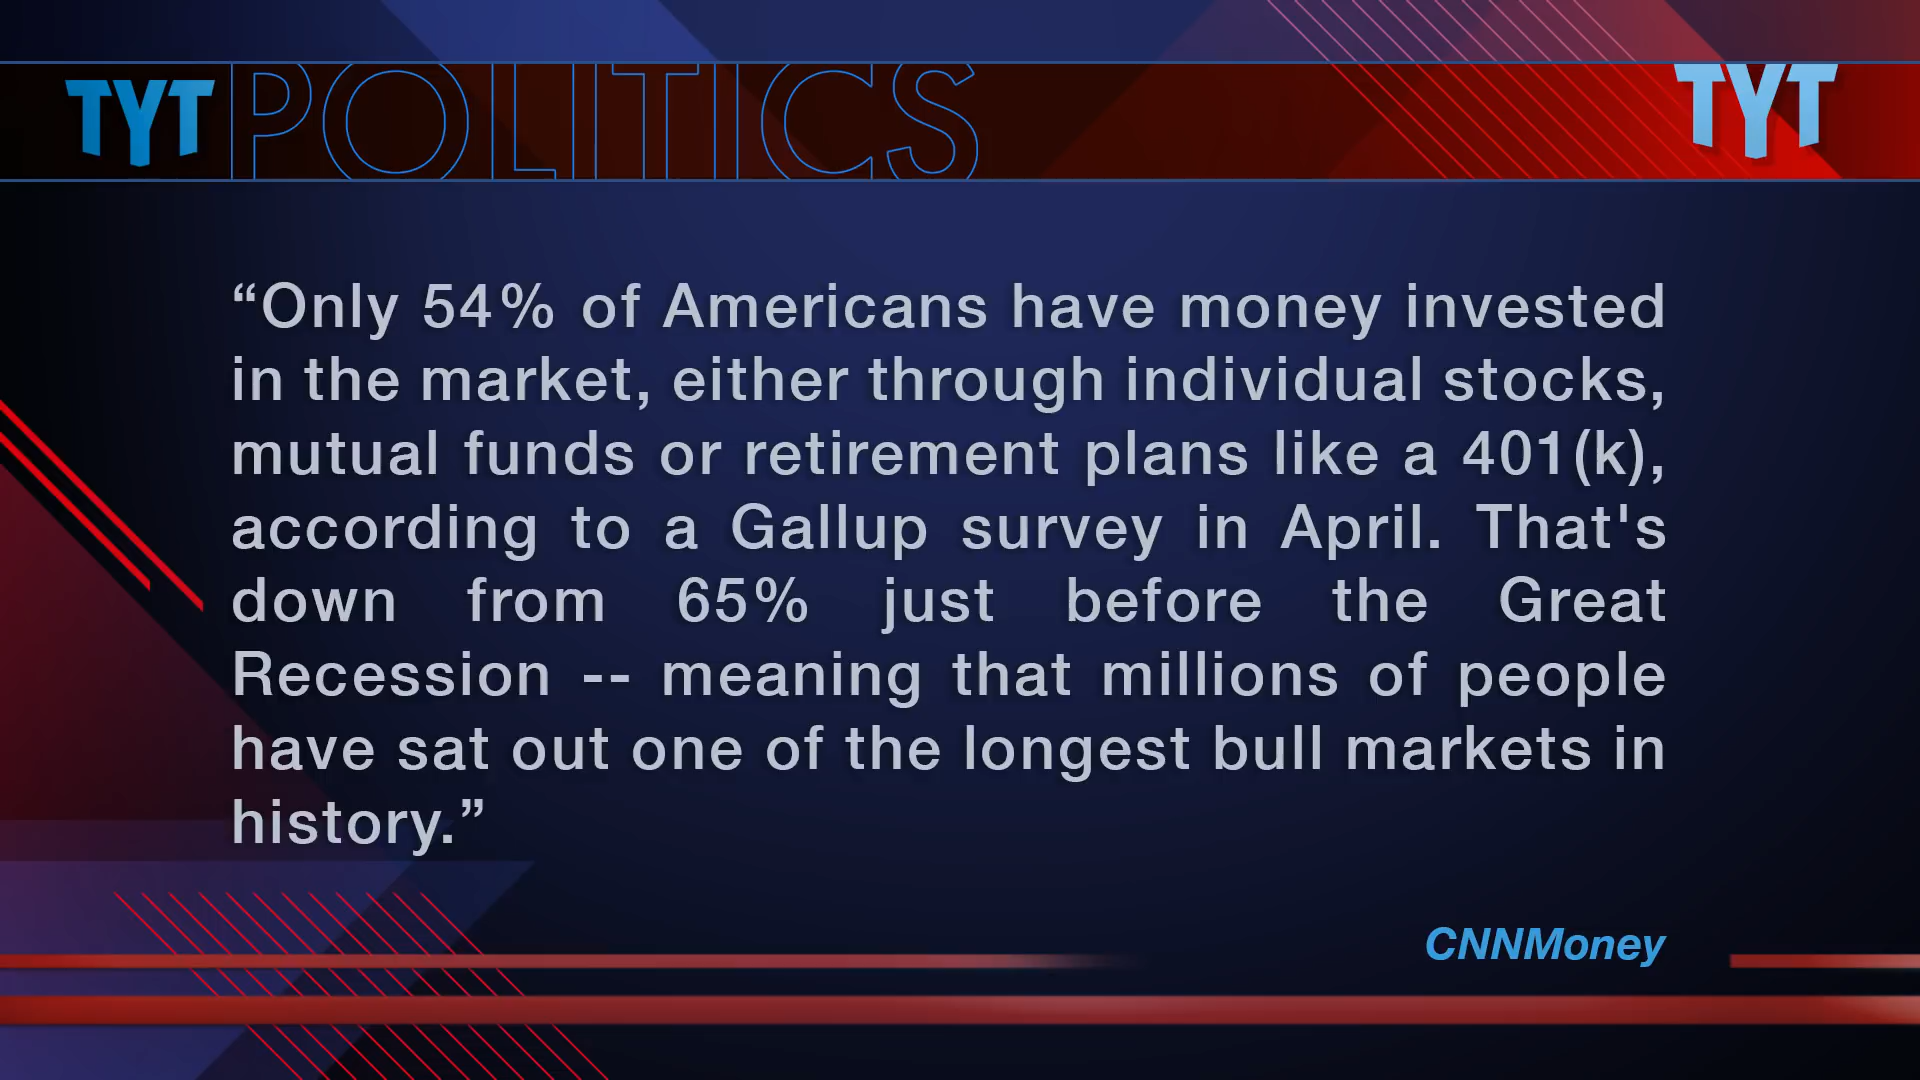 TYT POLITICS
TYT
“Only 54% of Americans have money invested
in the market, either through individual stocks,
mutual funds or retirement plans like a 401(k),
according to a Gallup survey in April. That's
down from 65% just before the Great
Recession -- meaning that millions of people
have sat out one of the longest bull markets in
history.”
CNNMoney